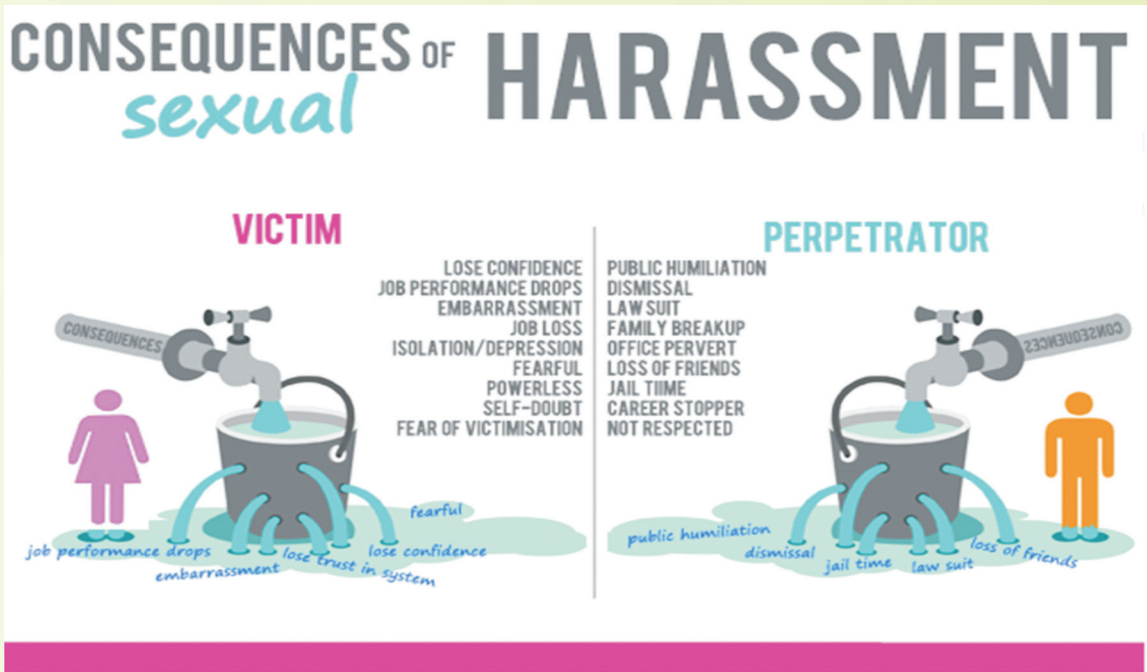 CONSEQUENCES OF
sexual
HARASSMENT
VICTIM
LOSE CONFIDENCE
JOB PERFORMANCE DROPS
EMBARRASSMENT
JOB LOSS
ISOLATION/DEPRESSION
FEARFUL
POWERLESS
SELF-DOUBT
FEAR OF VICTIMISATION
CONSEQUENCES
fearful
job performance drops
lose confidence
embarrassment
lose trust in system
PERPETRATOR
PUBLIC HUMILIATION
DISMISSAL
LAW SUIT
FAMILY BREAKUP
OFFICE PERVERT
LOSS OF FRIENDS
JAIL TIIME
CAREER STOPPER
NOT RESPECTED
CONSEQUENCES
public humiliation
dismissal
jail time
law suit
loss of friends